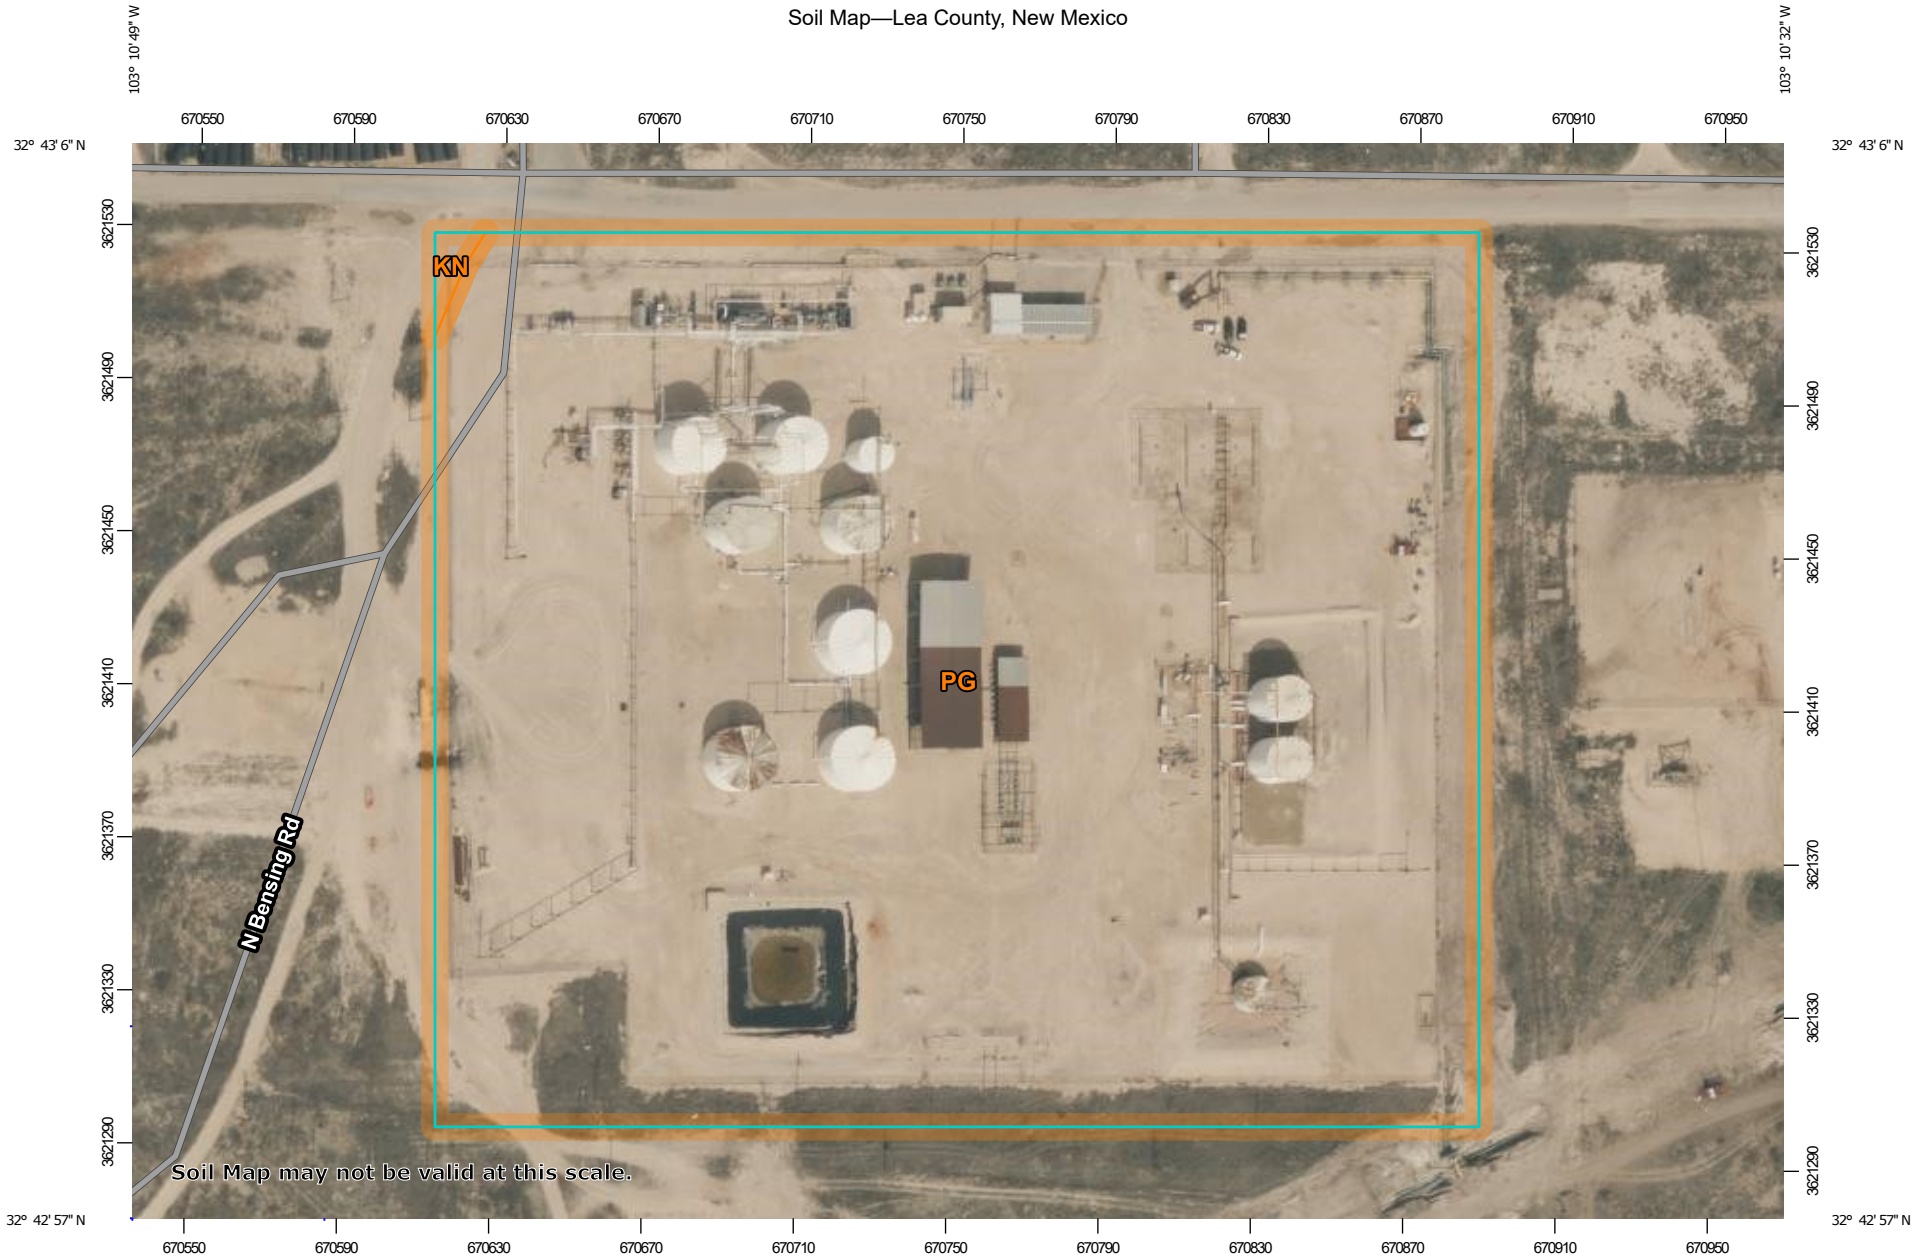 Soil Map—Lea County, New Mexico
103° 10' 49" W
103° 10' 32" W
670550 670590 670630 670670 670710 670750 670790 670830 670870 670910 670950
32° 43' 6" N
32° 43' 6" N
3621530
3621530
KN
3621490
3621490
3621450
3621450
3621410
PG
3621410
3621370
3621370
N Bensing Rd
3621330
3621330
3621290
3621290
Soil Map may not be valid at this scale.
32° 42' 57" N
32° 42' 57" N
670550 670590 670630 670670 670710 670750 670790 670830 670870 670910 670950